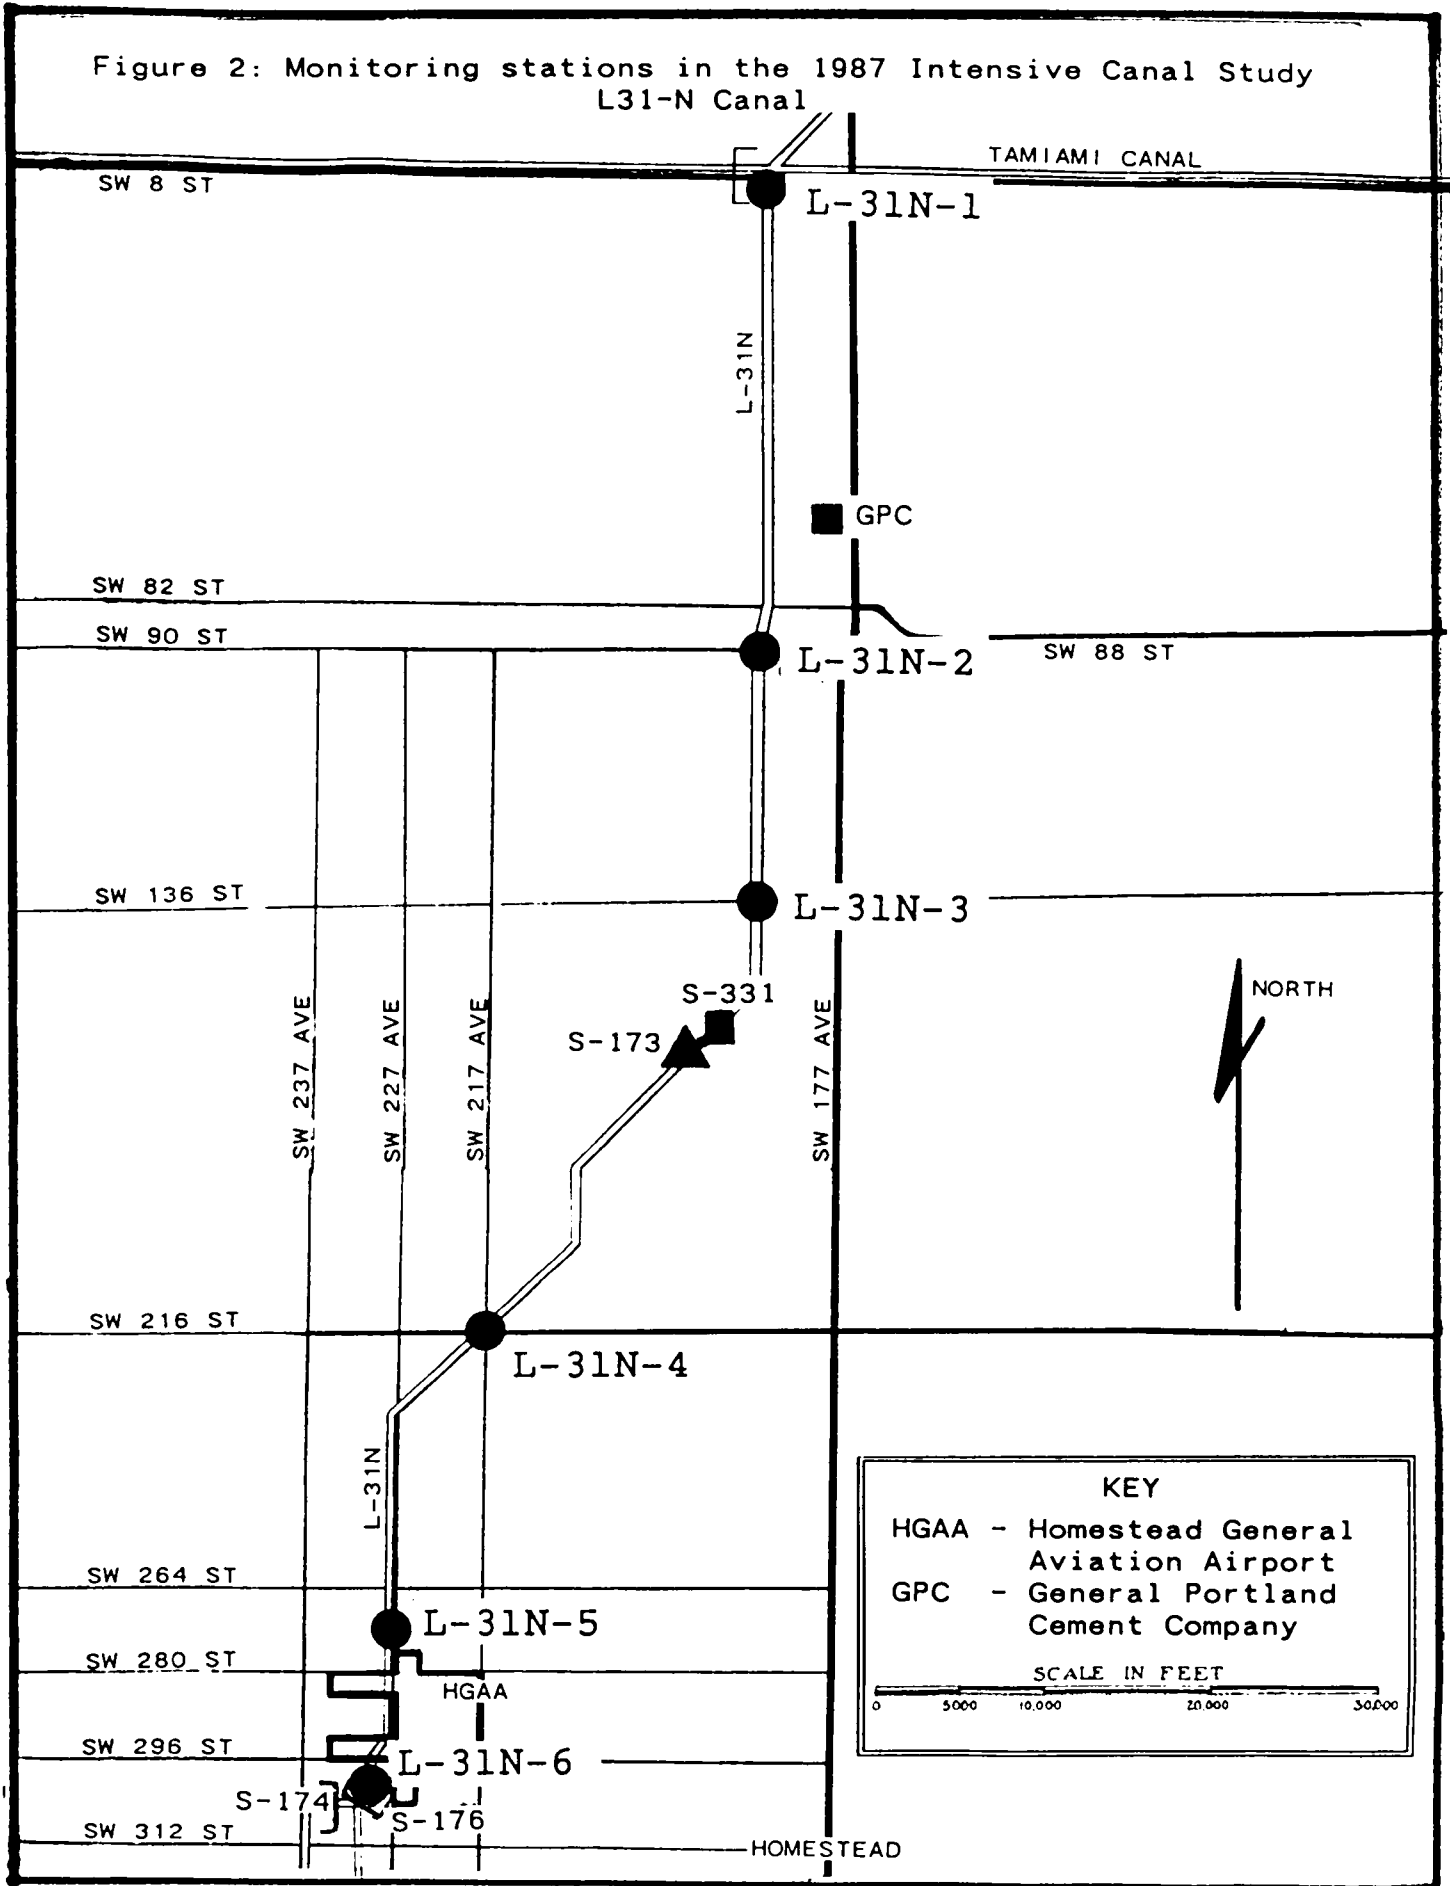 Figure 2: Monitoring stations in the 1987 Intensive Canal Study
L31-N Canal
TAMIAMI CANAL
SW 8 ST
L-31N-1
L-31N
GPC
SW 82 ST
SW 90 ST
L-31N-2
SW 88 ST
SW 136 ST
L-31N-3
S-331
NORTH
S-173
SW 237 AVE
SW 227 AVE
SW 217 AVE
SW 177 AVE
SW 216 ST
L-31N-4
L-31N
KEY
HGAA - Homestead General
Aviation Airport
GPC - General Portland
Cement Company
SCALE IN FEET
0 5000 10,000 20,000 30,000
SW 264 ST
L-31N-5
SW 280 ST
HGAA
SW 296 ST
L-31N-6
S-174
S-176
SW 312 ST
HOMESTEAD